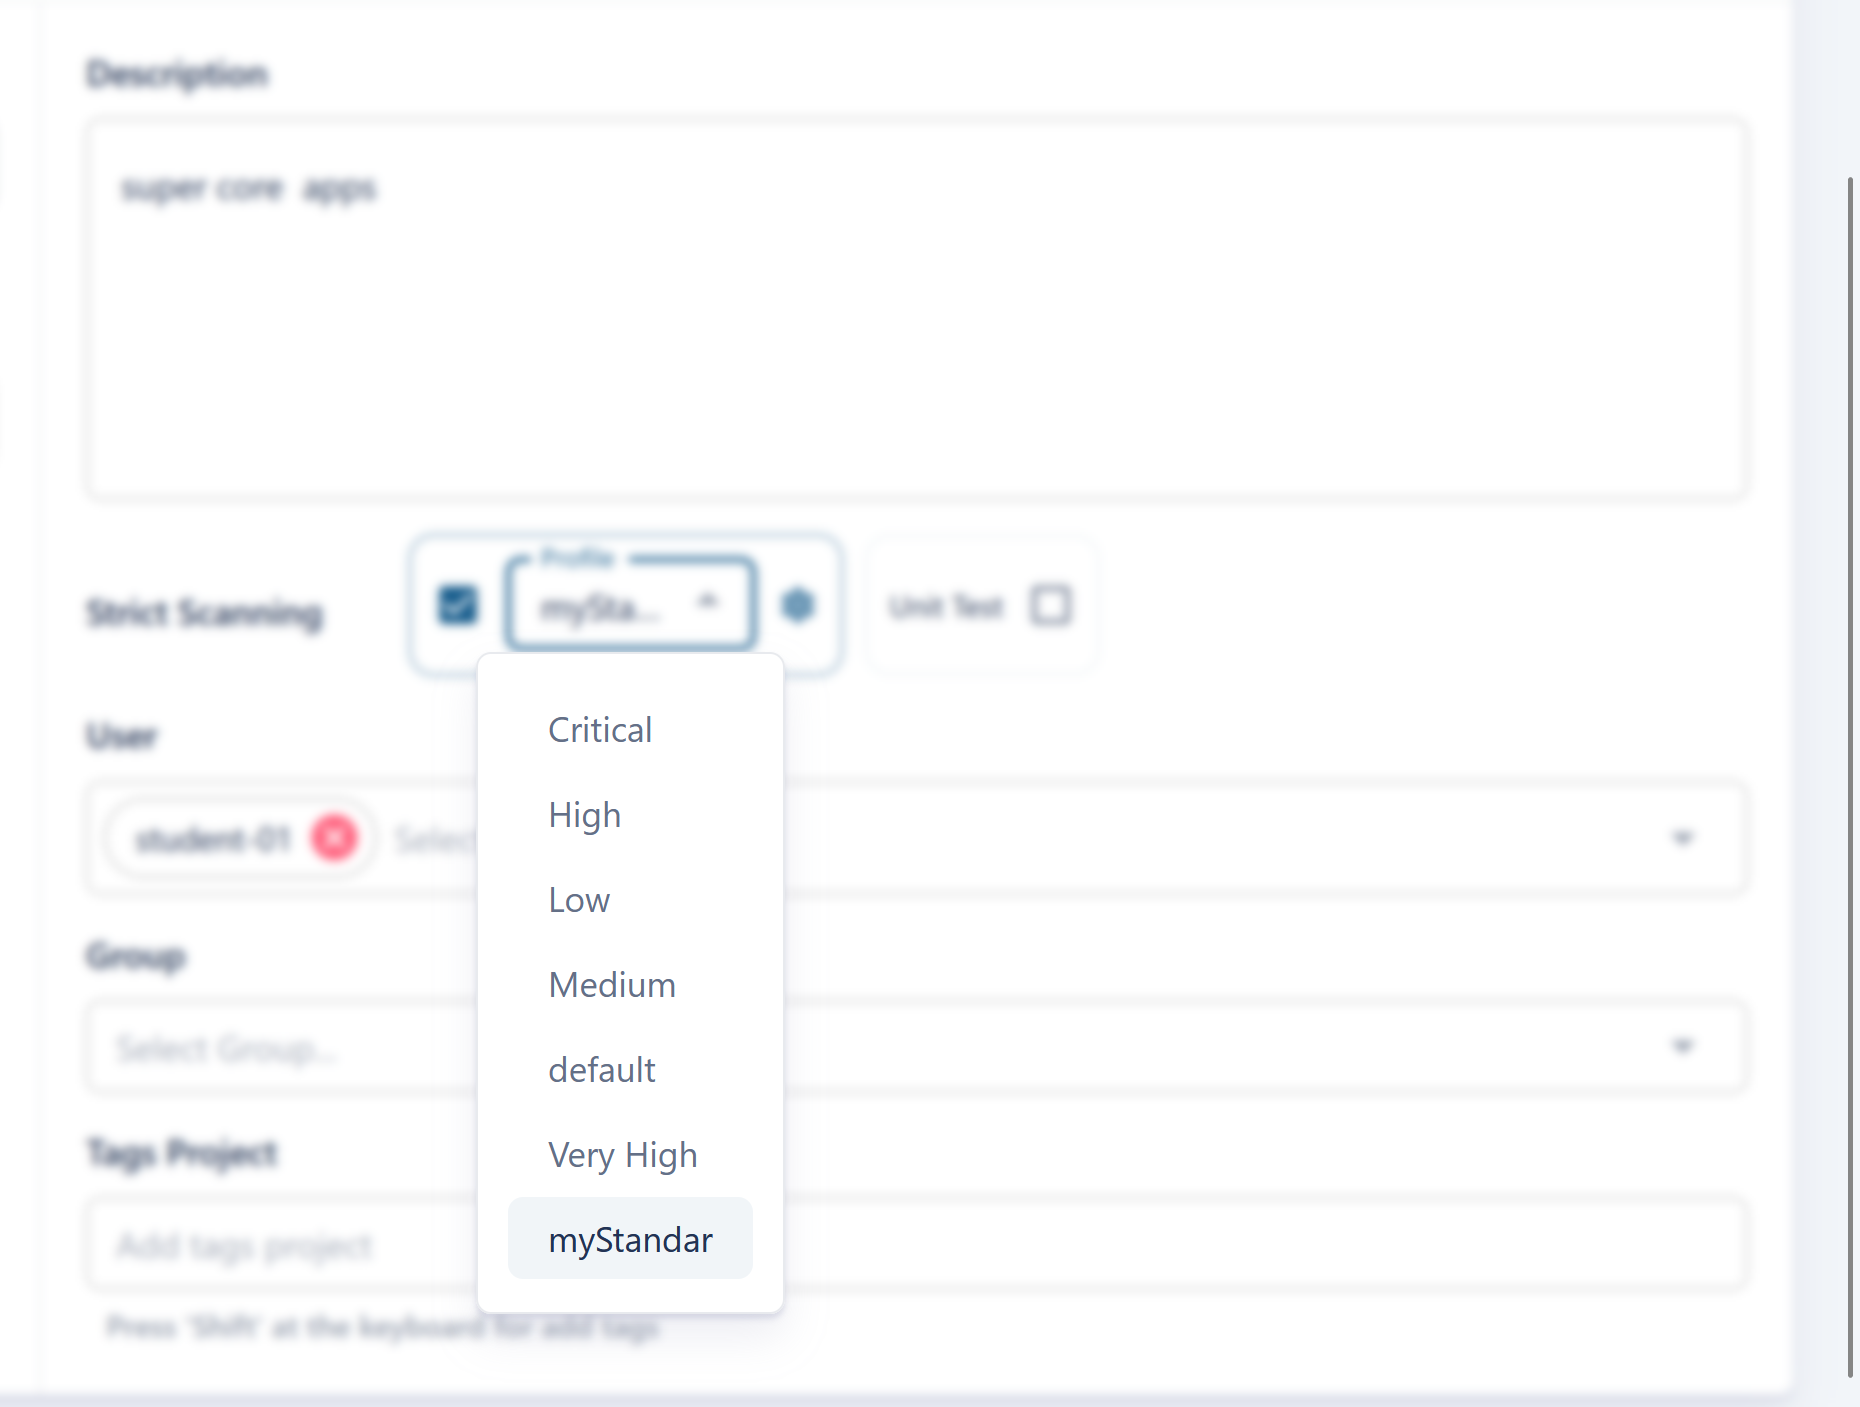 Description
super core apps
Profile
Strict Scanning
mySta...
Unit Test
Critical
User
High
student-01
Selec
Low
Group
Medium
Select Group...
default
Tags Project
Very High
Add tags project
myStandar
Press 'Shift' at the keyboard for add tags